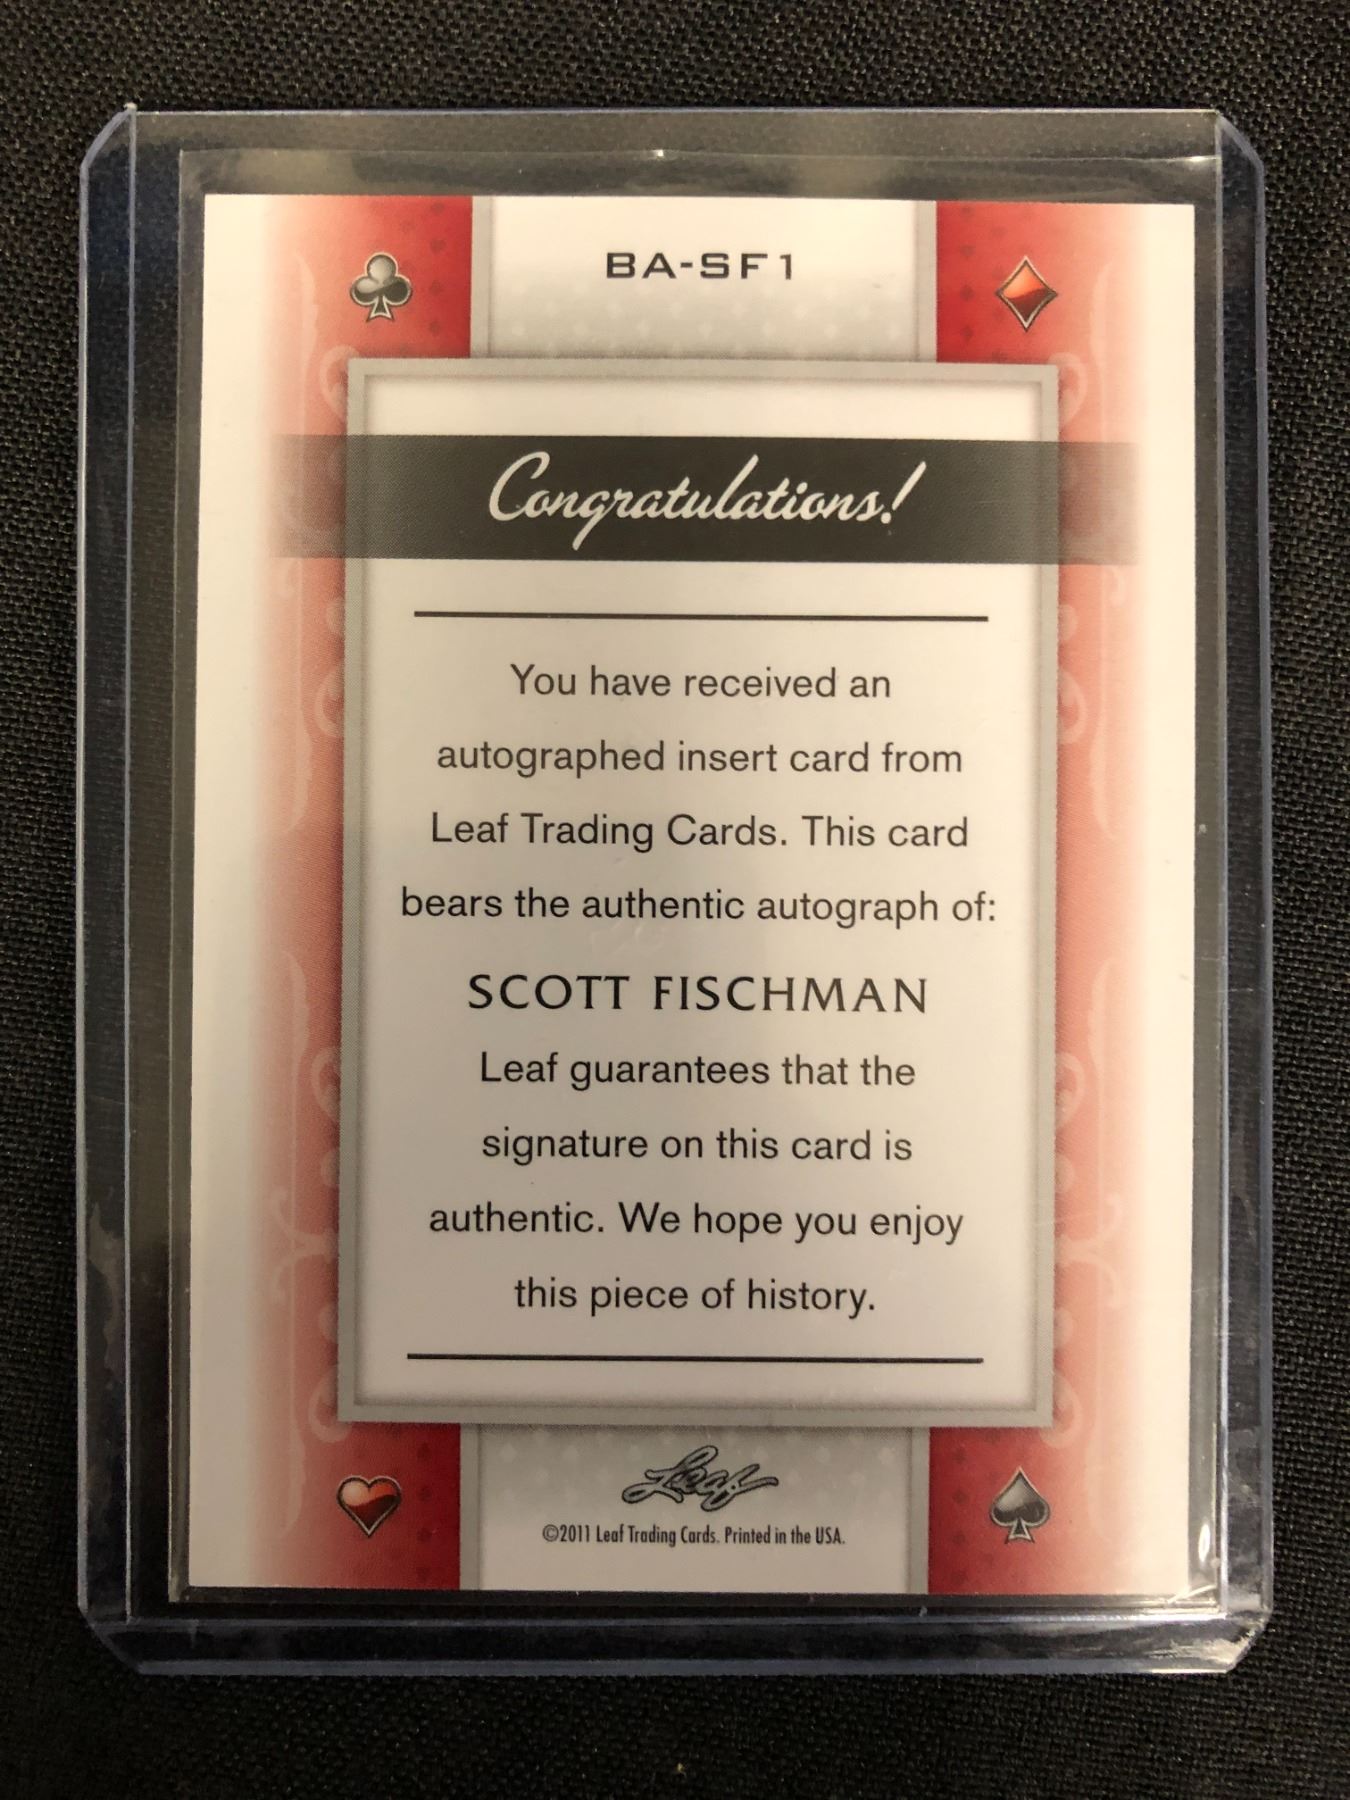 BA-SF1
Congratulations!
You have received an
autographed insert card from
Leaf Trading Cards. This card
bears the authentic autograph of:
SCOTT FISCHMAN
Leaf guarantees that the
signature on this card is
authentic. We hope you enjoy
this piece of history.
Leaf
©2011 Leaf Trading Cards. Printed in the USA.